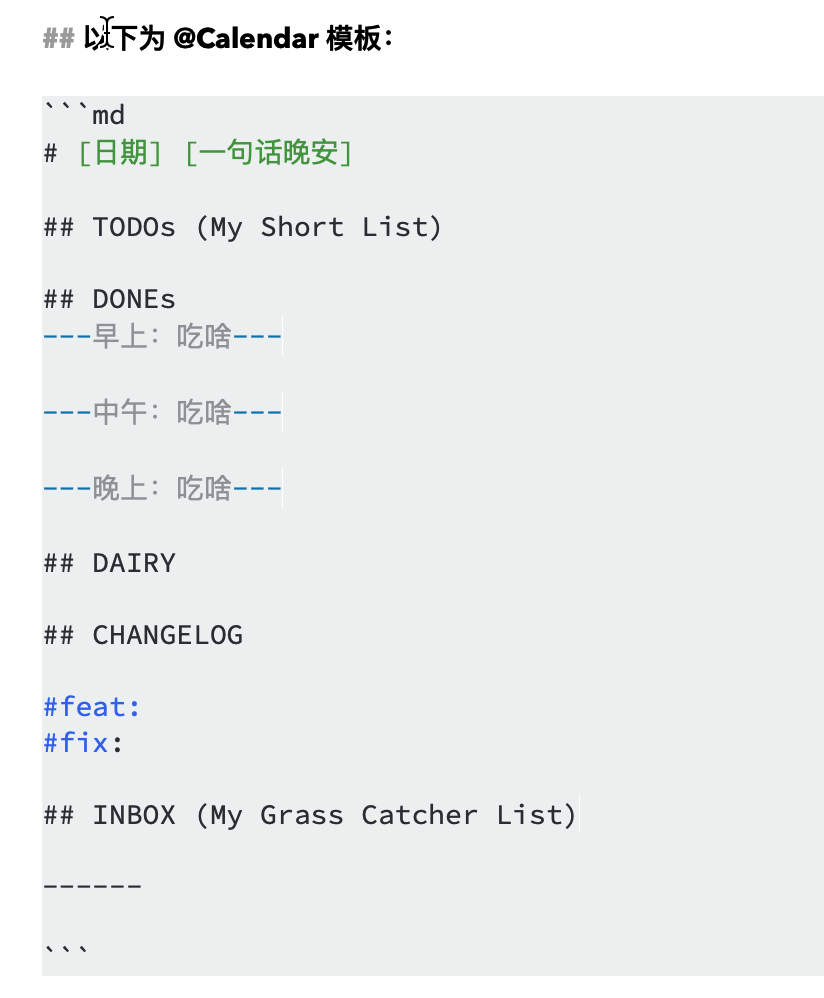 ## 以下为 @Calendar 模板：
```md
# [日期] [一句话晚安]
## TODOs (My Short List)
## DONEs
---早上：吃啥---
---中午：吃啥---
---晚上：吃啥---
## DAIRY
## CHANGELOG
#feat:
#fix:
## INBOX (My Grass Catcher List)
------
```